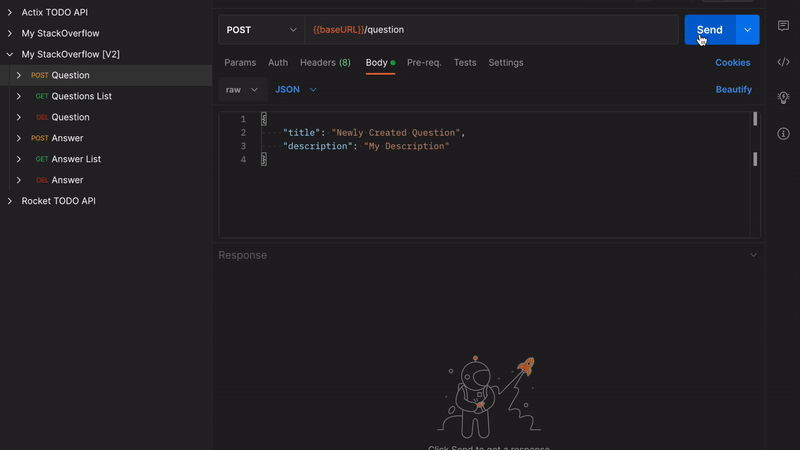 Actix TODO API
My StackOverflow
My StackOverflow [V2]
POST Question
GET Questions List
DEL Question
POST Answer
GET Answer List
DEL Answer
Rocket TODO API
POST
{{baseURL}}/question
Send
Params Auth Headers (8) Body Pre-req. Tests Settings Cookies
raw JSON Beautify
1 {
2 "title": "Newly Created Question",
3 "description": "My Description"
4 }
Response
Click Send to get a response